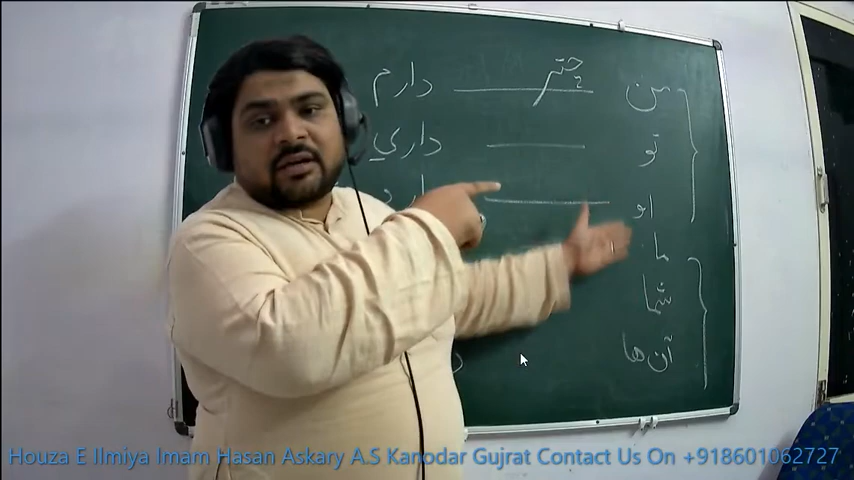 من چتر دارم
تو داري
او
ما
شما
آن‌ها
Houza E Ilmiya Imam Hasan Askary A.S Kanodar Gujrat Contact Us On +918601062727